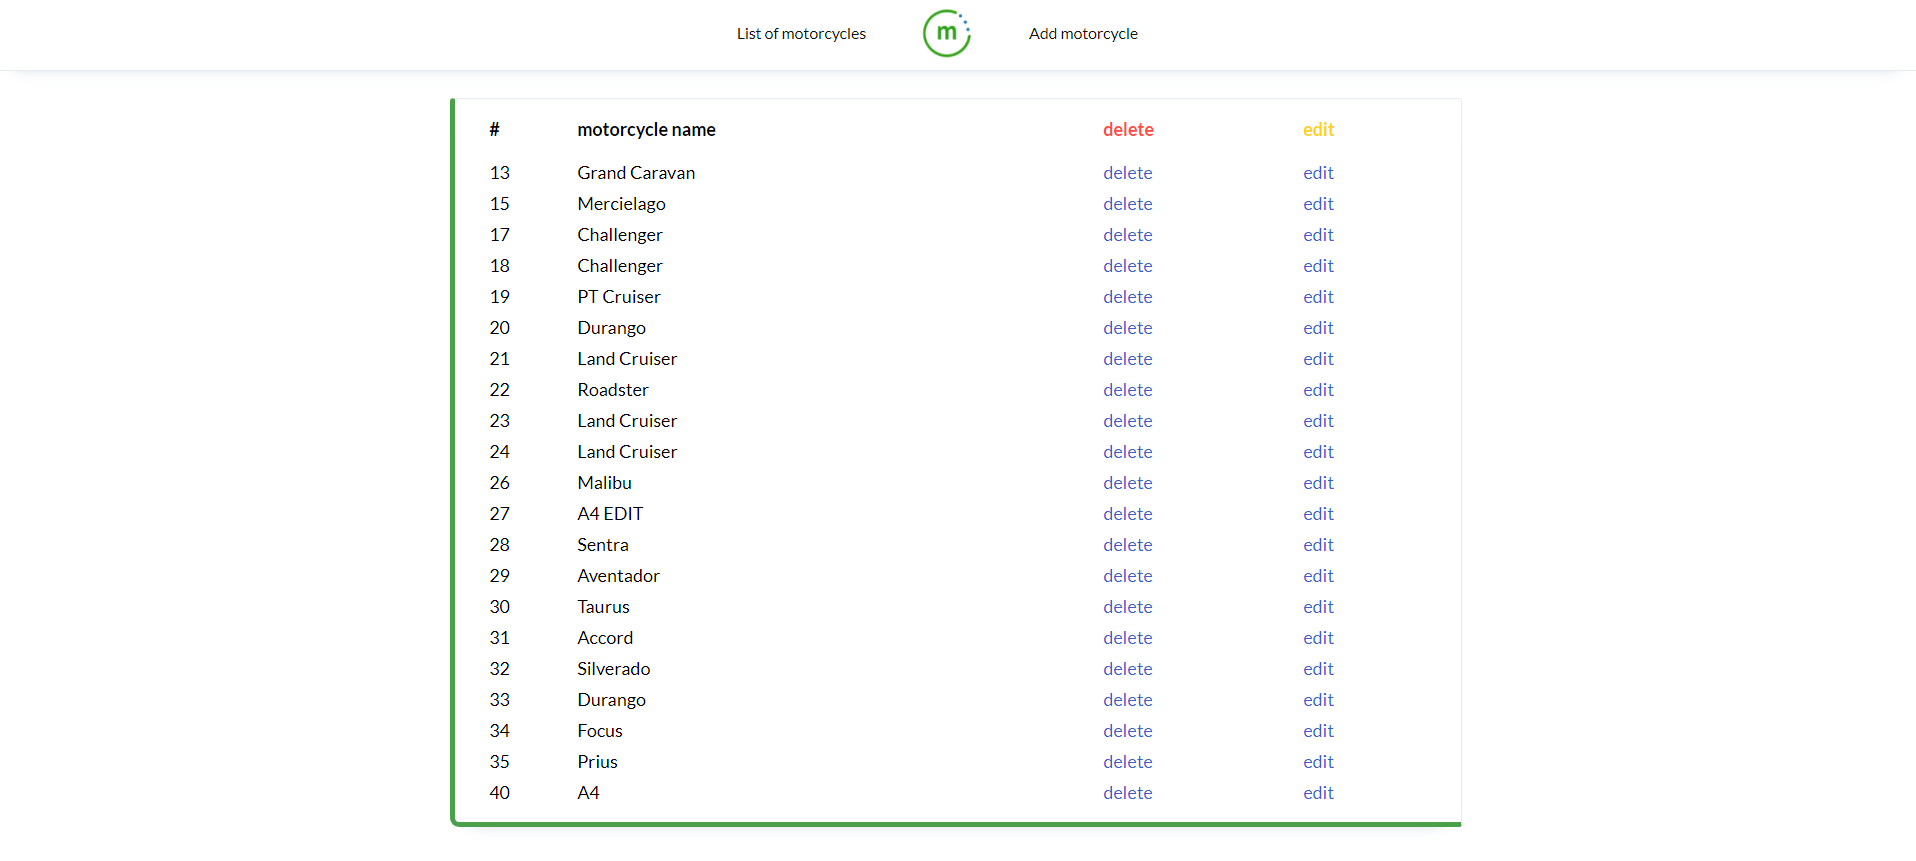 List of motorcycles m Add motorcycle
# motorcycle name delete edit
13 Grand Caravan delete edit
15 Mercielago delete edit
17 Challenger delete edit
18 Challenger delete edit
19 PT Cruiser delete edit
20 Durango delete edit
21 Land Cruiser delete edit
22 Roadster delete edit
23 Land Cruiser delete edit
24 Land Cruiser delete edit
26 Malibu delete edit
27 A4 EDIT delete edit
28 Sentra delete edit
29 Aventador delete edit
30 Taurus delete edit
31 Accord delete edit
32 Silverado delete edit
33 Durango delete edit
34 Focus delete edit
35 Prius delete edit
40 A4 delete edit